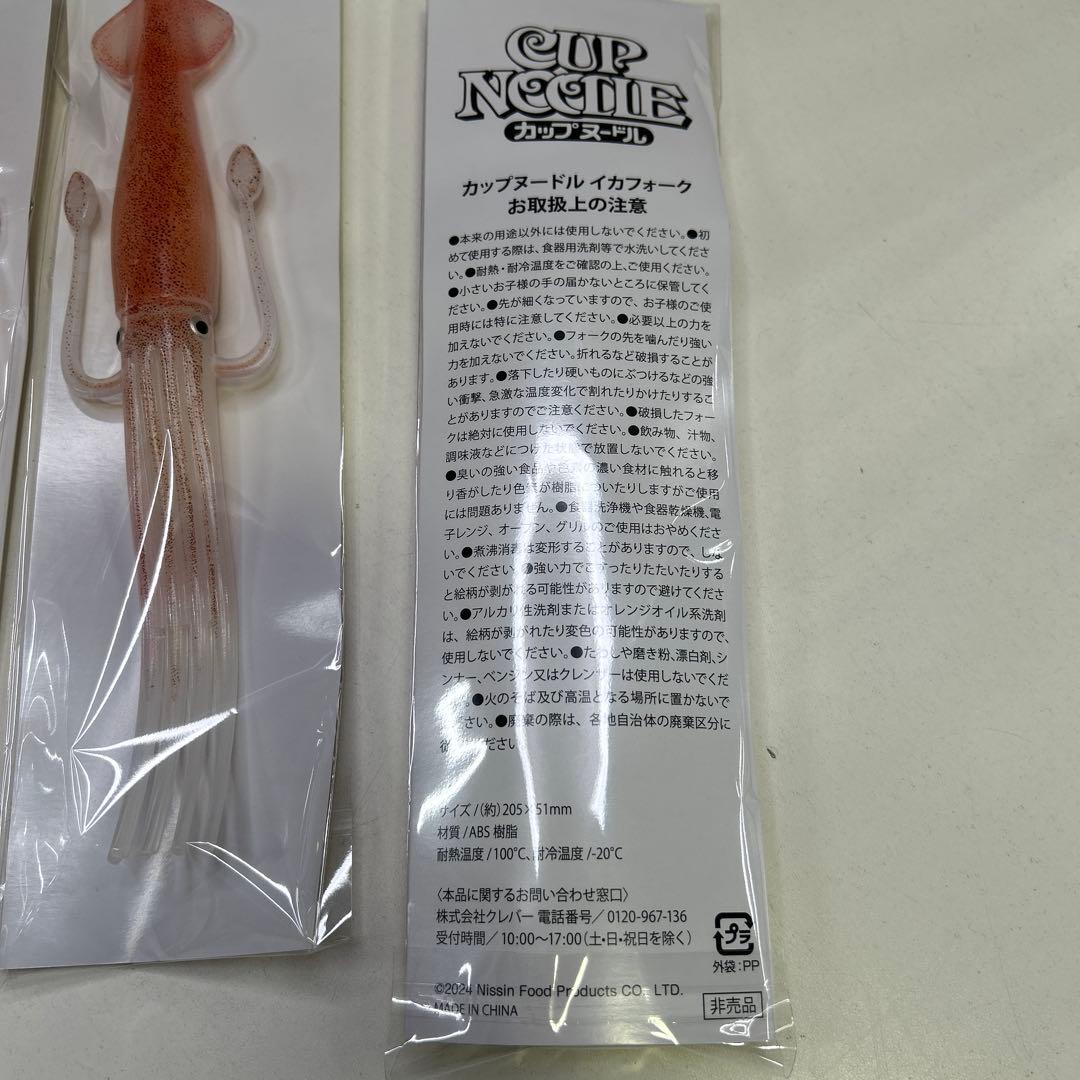 CUP
NOODLE
カップヌードル
カップヌードル イカフォーク
お取扱上の注意
●本来の用途以外には使用しないでください。●初
めて使用する際は、食器用洗剤等で水洗いしてくださ
い。●耐熱・耐冷温度をご確認の上、ご使用ください。
●小さいお子様の手の届かないところに保管してく
ださい。●先が細くなっていますので、お子様のご使
用時には特に注意してください。●必要以上の力を
加えないでください。●フォークの先を噛んだり強い
力を加えないでください。折れるなど破損することが
あります。●落下したり硬いものにぶつけるなどの強
い衝撃、急激な温度変化で割れたりかけたりするこ
とがありますのでご注意ください。●破損したフォー
クは絶対に使用しないでください。●飲み物、汁物、
調味液などにつけた状態で放置しないでください。
●臭いの強い食品や色素の濃い食材に触れると移
り香がしたり色素が樹脂についたりしますがご使用
には問題ありません。●食器洗浄機や食器乾燥機、電
子レンジ、オーブン、グリルのご使用はおやめくださ
い。●煮沸消毒は変形することがありますので、しな
いでください。●強い力でこすったりたたいたりする
と絵柄が剥がれる可能性がありますので避けてくださ
い。●アルカリ性洗剤またはオレンジオイル系洗剤
は、絵柄が剥がれたり変色の可能性がありますので、
使用しないでください。●たわしや磨き粉、漂白剤、シ
ンナー、ベンジン又はクレンザーは使用しないでくだ
さい。●火のそば及び高温となる場所に置かないで
ください。●廃棄の際は、各地自治体の廃棄区分に
従ってください
サイズ/(約)205×51mm
材質/ABS樹脂
耐熱温度/100℃、耐冷温度/-20℃
〈本品に関するお問い合わせ窓口〉
株式会社クレバー 電話番号/0120-967-136
受付時間/10:00〜17:00(土・日・祝日を除く)
プラ
外袋:PP
©2024 Nissin Food Products CO., LTD.
MADE IN CHINA
非売品